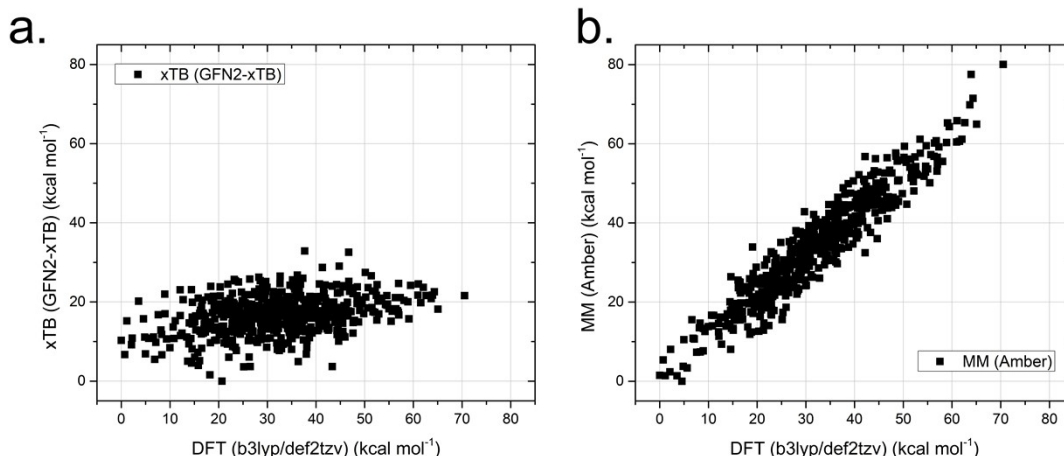 a.
xTB (GFN2-xTB)
80
60
40
20
0
xTB (GFN2-xTB) (kcal mol⁻¹)
0 10 20 30 40 50 60 70 80
DFT (b3lyp/def2tzv) (kcal mol⁻¹)
b.
80
60
40
20
0
MM (Amber) (kcal mol⁻¹)
MM (Amber)
0 10 20 30 40 50 60 70 80
DFT (b3lyp/def2tzv) (kcal mol⁻¹)